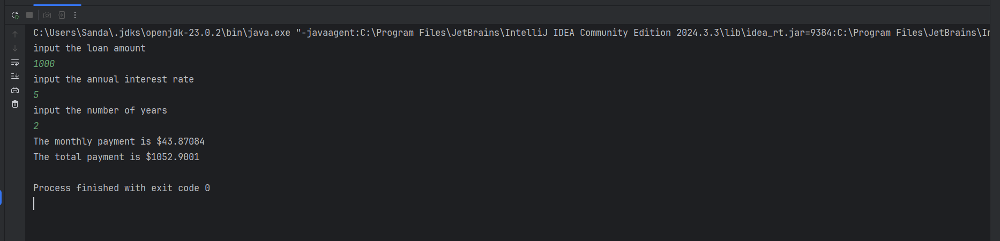 C:\Users\Sanda\.jdks\openjdk-23.0.2\bin\java.exe "-javaagent:C:\Program Files\JetBrains\IntelliJ IDEA Community Edition 2024.3.3\lib\idea_rt.jar=9384:C:\Program Files\JetBrains\In
input the loan amount
1000
input the annual interest rate
5
input the number of years
2
The monthly payment is $43.87084
The total payment is $1052.9001
Process finished with exit code 0